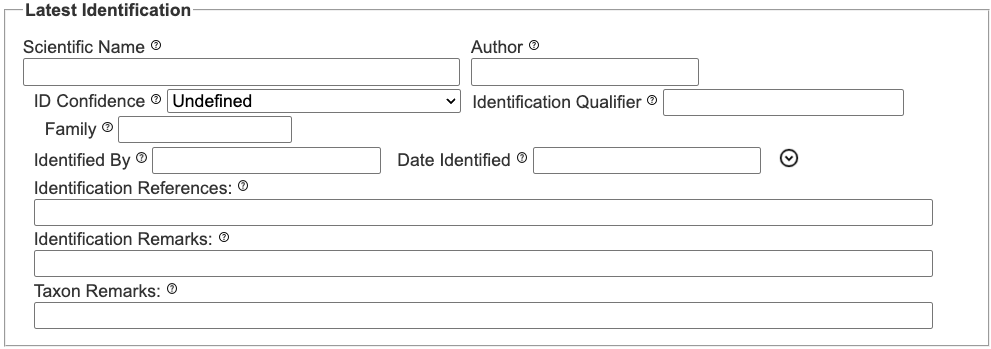 Latest Identification
Scientific Name ? Author ?
ID Confidence ? Undefined Identification Qualifier ?
Family ?
Identified By ? Date Identified ?
Identification References: ?
Identification Remarks: ?
Taxon Remarks: ?